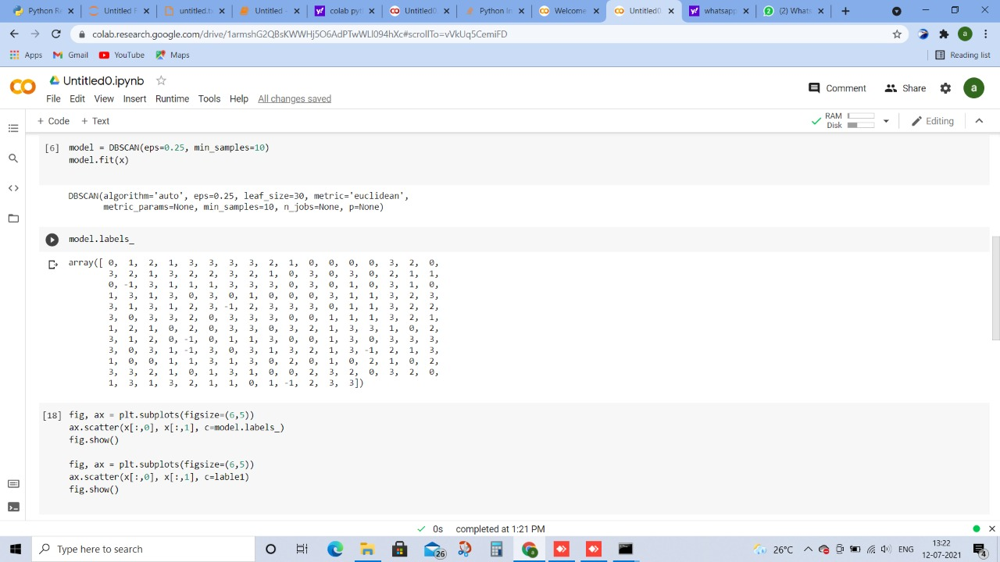 Python Re
Untitled F
untitled.tx
Untitled -
colab pyt
Untitled0
Python In
Welcome
Untitled0.
whatsapp
(2) Whats
colab.research.google.com/drive/1armshG2QBsKWWHj5O6AdPTwWLl094hXc#scrollTo=vVkUq5CemiFD
a
Apps Gmail YouTube Maps Reading list
Untitled0.ipynb
Comment Share a
File Edit View Insert Runtime Tools Help All changes saved
+ Code + Text RAM Disk Editing
[6] model = DBSCAN(eps=0.25, min_samples=10)
model.fit(x)
DBSCAN(algorithm='auto', eps=0.25, leaf_size=30, metric='euclidean',
metric_params=None, min_samples=10, n_jobs=None, p=None)
model.labels_
array([ 0, 1, 2, 1, 3, 3, 3, 3, 2, 1, 0, 0, 0, 0, 3, 2, 0,
3, 2, 1, 3, 2, 2, 3, 2, 1, 0, 3, 0, 3, 0, 2, 1, 1,
0, -1, 3, 1, 1, 1, 3, 3, 3, 0, 3, 0, 1, 0, 3, 1, 0,
1, 3, 1, 3, 0, 3, 0, 1, 0, 0, 0, 3, 1, 1, 3, 2, 3,
3, 1, 3, 1, 2, 3, -1, 2, 3, 3, 3, 0, 1, 1, 3, 2, 2,
3, 0, 3, 3, 2, 0, 3, 3, 3, 0, 0, 1, 1, 1, 3, 2, 1,
1, 2, 1, 0, 2, 0, 3, 3, 0, 3, 2, 1, 3, 3, 1, 0, 2,
3, 1, 2, 0, -1, 0, 1, 1, 3, 0, 0, 1, 3, 0, 3, 3, 3,
3, 0, 3, 1, -1, 3, 0, 3, 1, 3, 2, 1, 3, -1, 2, 1, 3,
1, 0, 0, 1, 1, 3, 1, 3, 0, 2, 0, 1, 0, 2, 1, 0, 2,
3, 3, 2, 1, 0, 1, 3, 1, 0, 0, 2, 3, 2, 0, 3, 2, 0,
1, 3, 1, 3, 2, 1, 1, 0, 1, -1, 2, 3, 3])
[18] fig, ax = plt.subplots(figsize=(6,5))
ax.scatter(x[:,0], x[:,1], c=model.labels_)
fig.show()
fig, ax = plt.subplots(figsize=(6,5))
ax.scatter(x[:,0], x[:,1], c=lable1)
fig.show()
0s completed at 1:21 PM
Type here to search
26
26°C ENG
13:22
12-07-2021
4